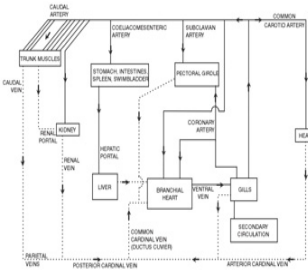 CAUDAL
ARTERY
COELIACOMESENTERIC
ARTERY
SUBCLAVIAN
ARTERY
COMMON
CAROTID ARTERY
TRUNK MUSCLES
STOMACH, INTESTINES,
SPLEEN, SWIMBLADDER
PECTORAL GIRDLE
CAUDAL
VEIN
CORONARY
ARTERY
KIDNEY
RENAL
PORTAL
HEA
RENAL
VEIN
HEPATIC
PORTAL
LIVER
BRANCHIAL
HEART
VENTRAL
VEIN
GILLS
SECONDARY
CIRCULATION
COMMON
CARDINAL VEIN
(DUCTUS CUVIER)
PARIETAL
VEINS
POSTERIOR CARDINAL VEIN
ARTERIOR CARDINAL VEIN